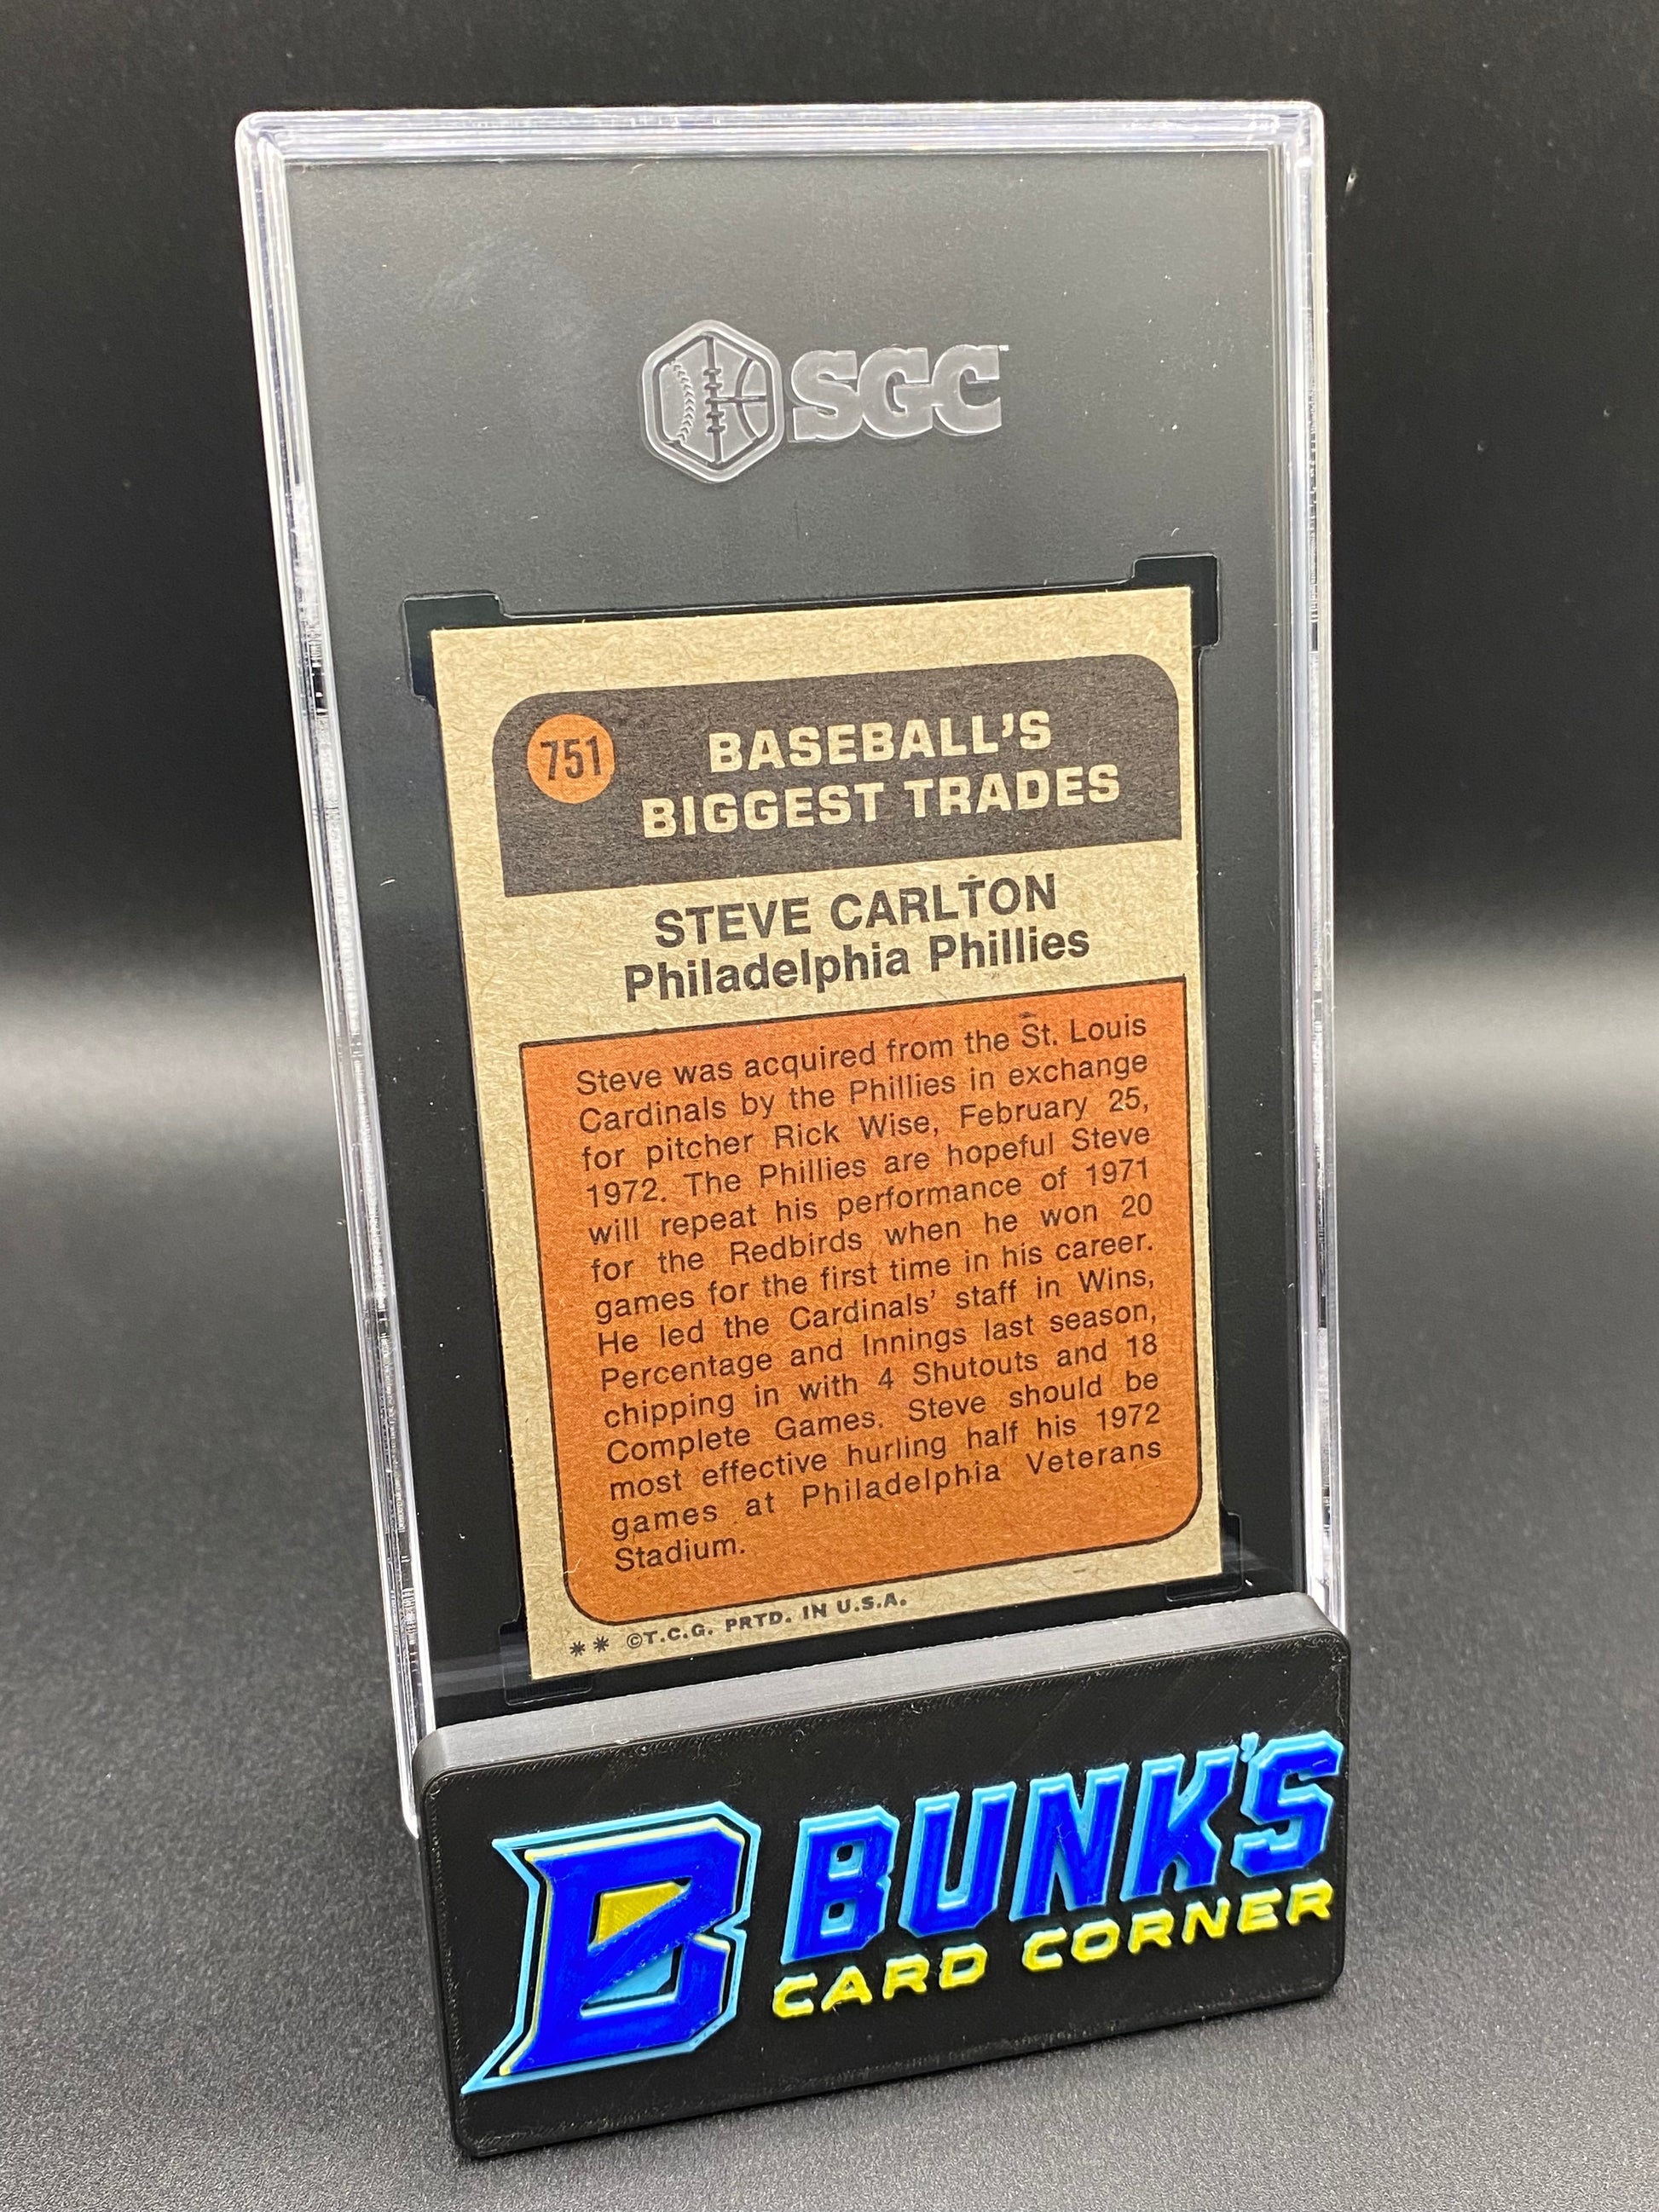 SGC
751
BASEBALL'S
BIGGEST TRADES
STEVE CARLTON
Philadelphia Phillies
Steve was acquired from the St. Louis
Cardinals by the Phillies in exchange
for pitcher Rick Wise, February 25,
1972. The Phillies are hopeful Steve
will repeat his performance of 1971
for the Redbirds when he won 20
games for the first time in his career.
He led the Cardinals' staff in Wins,
Percentage and Innings last season,
chipping in with 4 Shutouts and 18
Complete Games. Steve should be
most effective hurling half his 1972
games at Philadelphia Veterans
Stadium.
** ©T.C.G. PRTD. IN U.S.A.
B BUNK'S
CARD CORNER